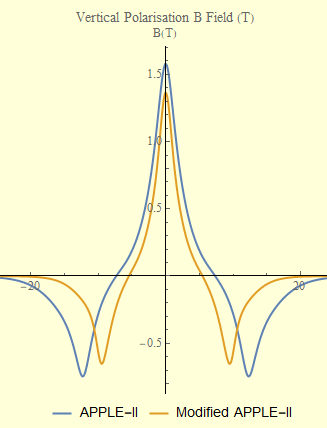 Vertical Polarisation B Field (T)
B(T)
1.5
1.0
0.5
-20
20
-0.5
APPLE-II Modified APPLE-II